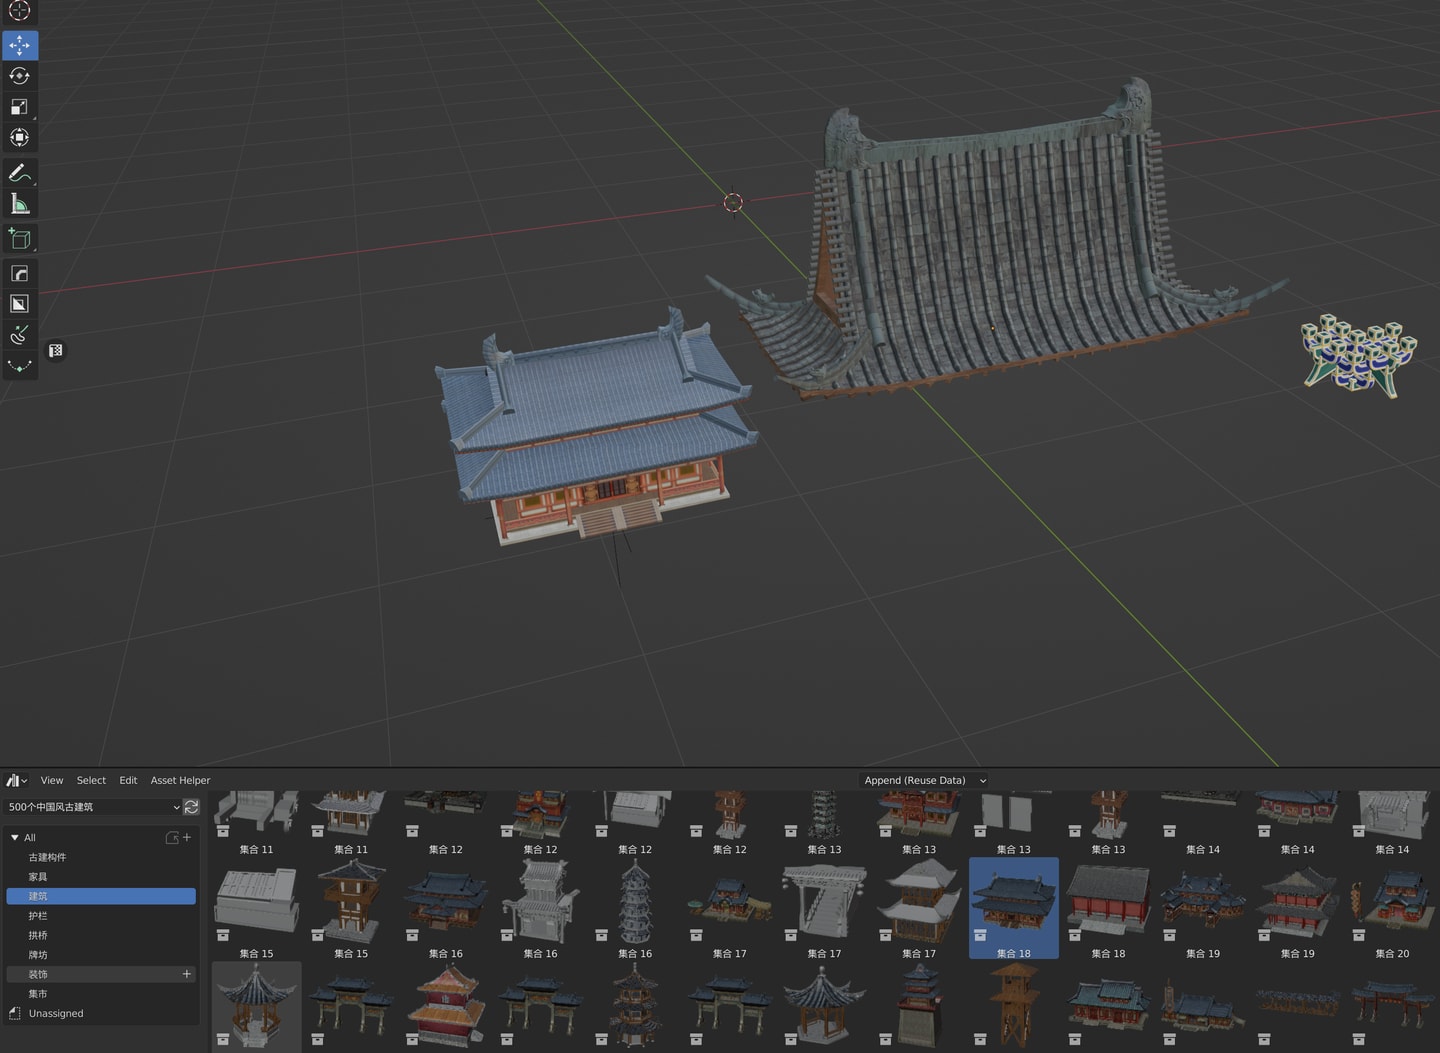 View Select Edit Asset Helper Append (Reuse Data)
500个中国风古建筑
All
古建构件
家具
建筑
护栏
拱桥
牌坊
装饰
集市
Unassigned
集合 11 集合 11 集合 12 集合 12 集合 12 集合 12 集合 13 集合 13 集合 13 集合 13 集合 14 集合 14 集合 14
集合 15 集合 15 集合 16 集合 16 集合 16 集合 17 集合 17 集合 17 集合 18 集合 18 集合 19 集合 19 集合 20